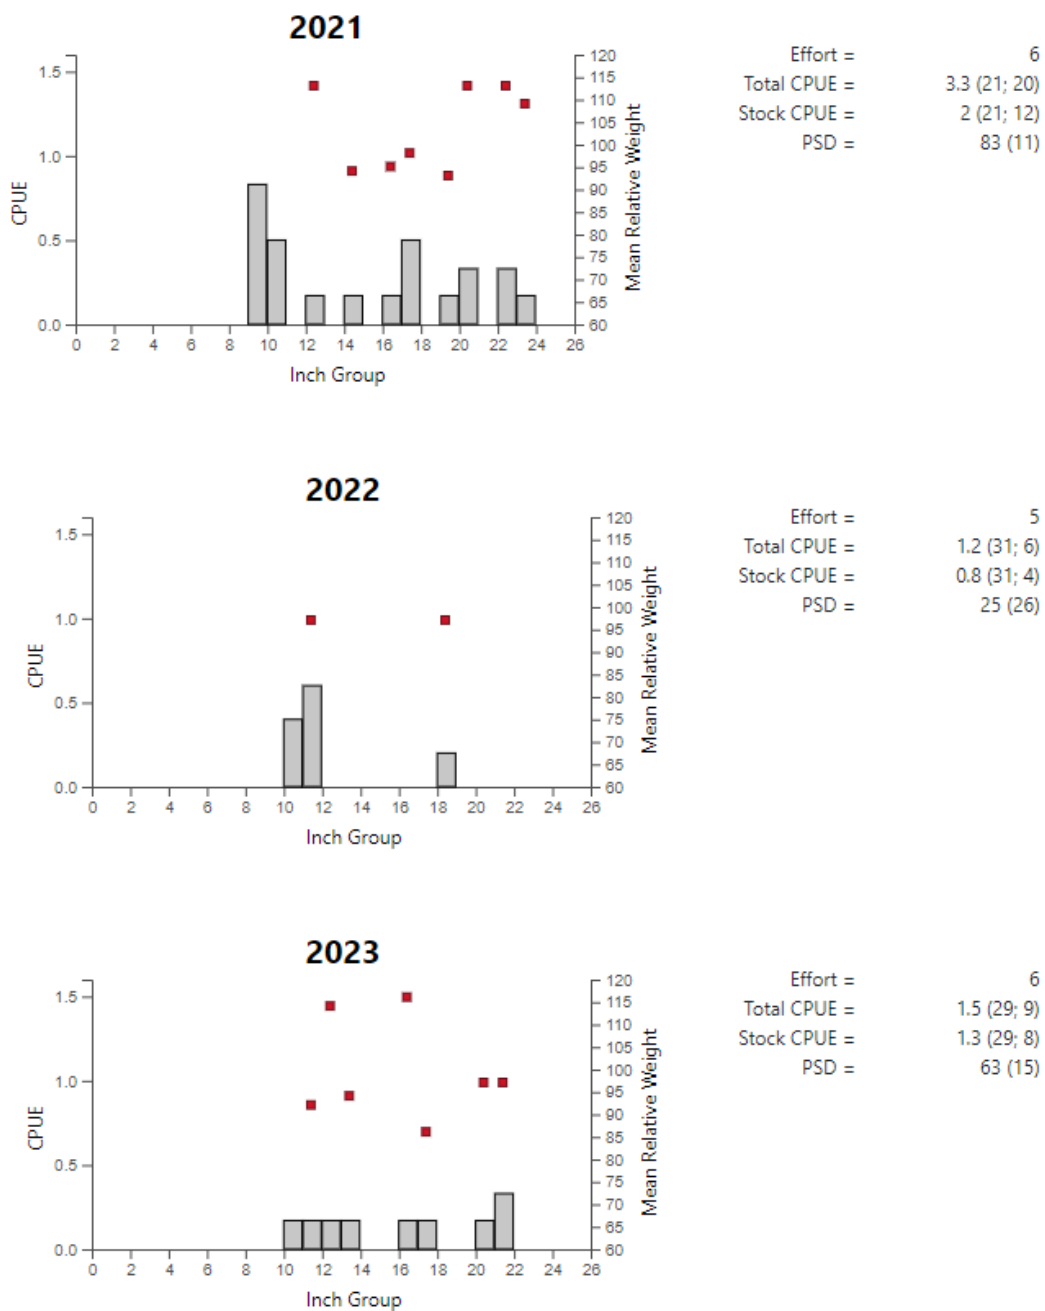 2021
1.5
1.0
0.5
0.0
CPUE
120
115
110
105
100
95
90
85
80
75
70
65
60
Mean Relative Weight
0 2 4 6 8 10 12 14 16 18 20 22 24 26
Inch Group
Effort = 6
Total CPUE = 3.3 (21; 20)
Stock CPUE = 2 (21; 12)
PSD = 83 (11)
2022
1.5
1.0
0.5
0.0
CPUE
120
115
110
105
100
95
90
85
80
75
70
65
60
Mean Relative Weight
0 2 4 6 8 10 12 14 16 18 20 22 24 26
Inch Group
Effort = 5
Total CPUE = 1.2 (31; 6)
Stock CPUE = 0.8 (31; 4)
PSD = 25 (26)
2023
1.5
1.0
0.5
0.0
CPUE
120
115
110
105
100
95
90
85
80
75
70
65
60
Mean Relative Weight
0 2 4 6 8 10 12 14 16 18 20 22 24 26
Inch Group
Effort = 6
Total CPUE = 1.5 (29; 9)
Stock CPUE = 1.3 (29; 8)
PSD = 63 (15)